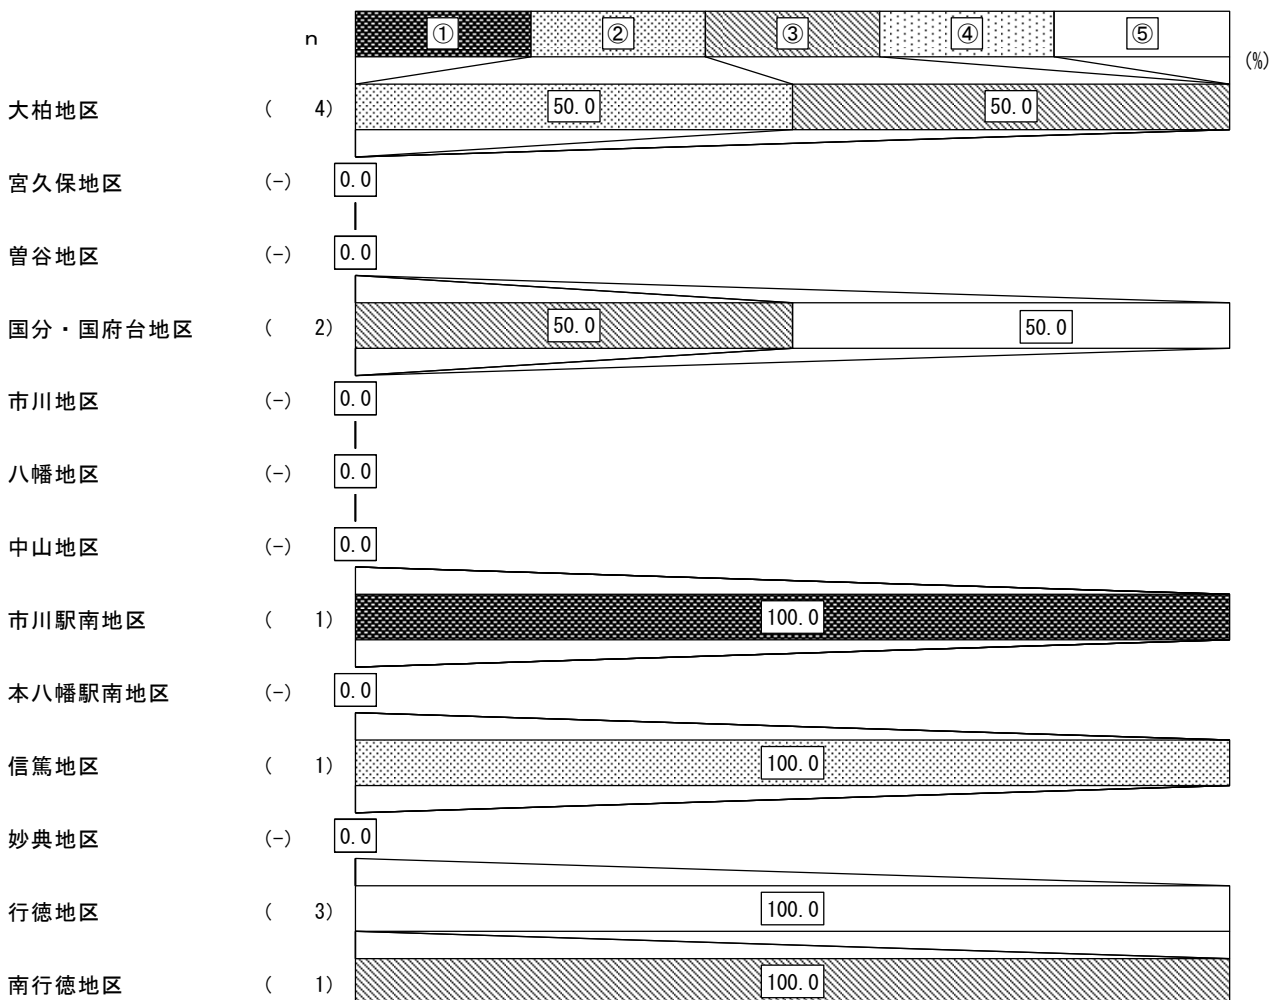 n ① ② ③ ④ ⑤ (%)
大柏地区 ( 4) 50.0 50.0
宮久保地区 (-) 0.0
曽谷地区 (-) 0.0
国分・国府台地区 ( 2) 50.0 50.0
市川地区 (-) 0.0
八幡地区 (-) 0.0
中山地区 (-) 0.0
市川駅南地区 ( 1) 100.0
本八幡駅南地区 (-) 0.0
信篤地区 ( 1) 100.0
妙典地区 (-) 0.0
行徳地区 ( 3) 100.0
南行徳地区 ( 1) 100.0